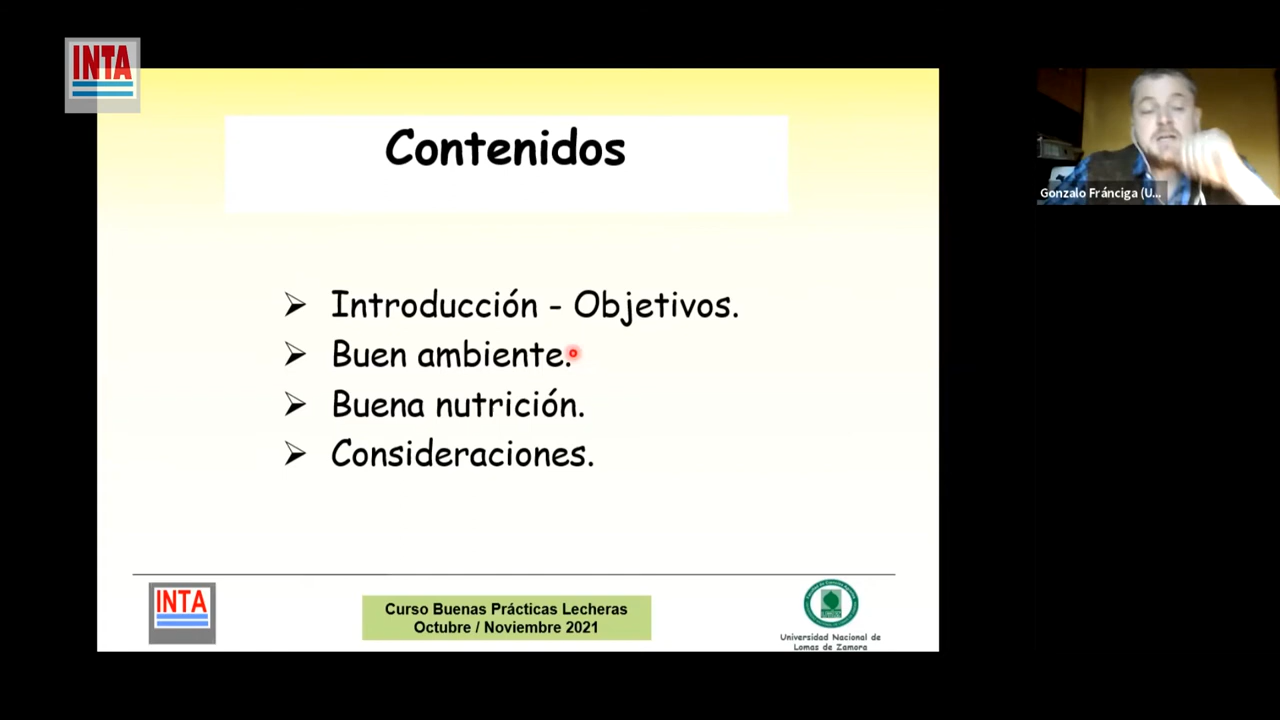 INTA
Contenidos
Gonzalo Fránciga (U...
➢ Introducción - Objetivos.
➢ Buen ambiente.
➢ Buena nutrición.
➢ Consideraciones.
INTA
Curso Buenas Prácticas Lecheras
Octubre / Noviembre 2021
Universidad Nacional de
Lomas de Zamora